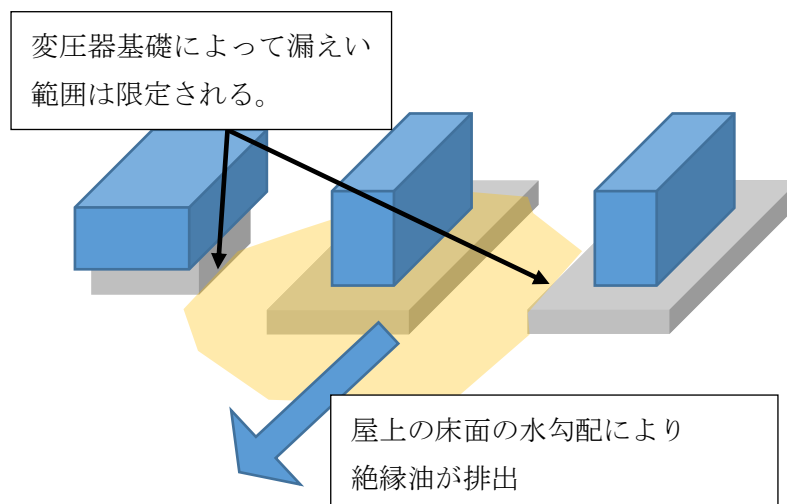 変圧器基礎によって漏えい
範囲は限定される。
屋上の床面の水勾配により
絶縁油が排出